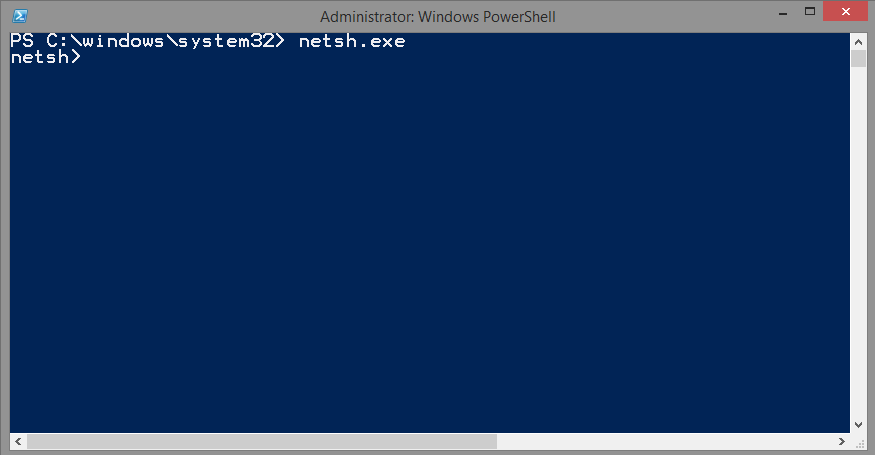 Administrator: Windows PowerShell
PS C:\windows\system32> netsh.exe
netsh>